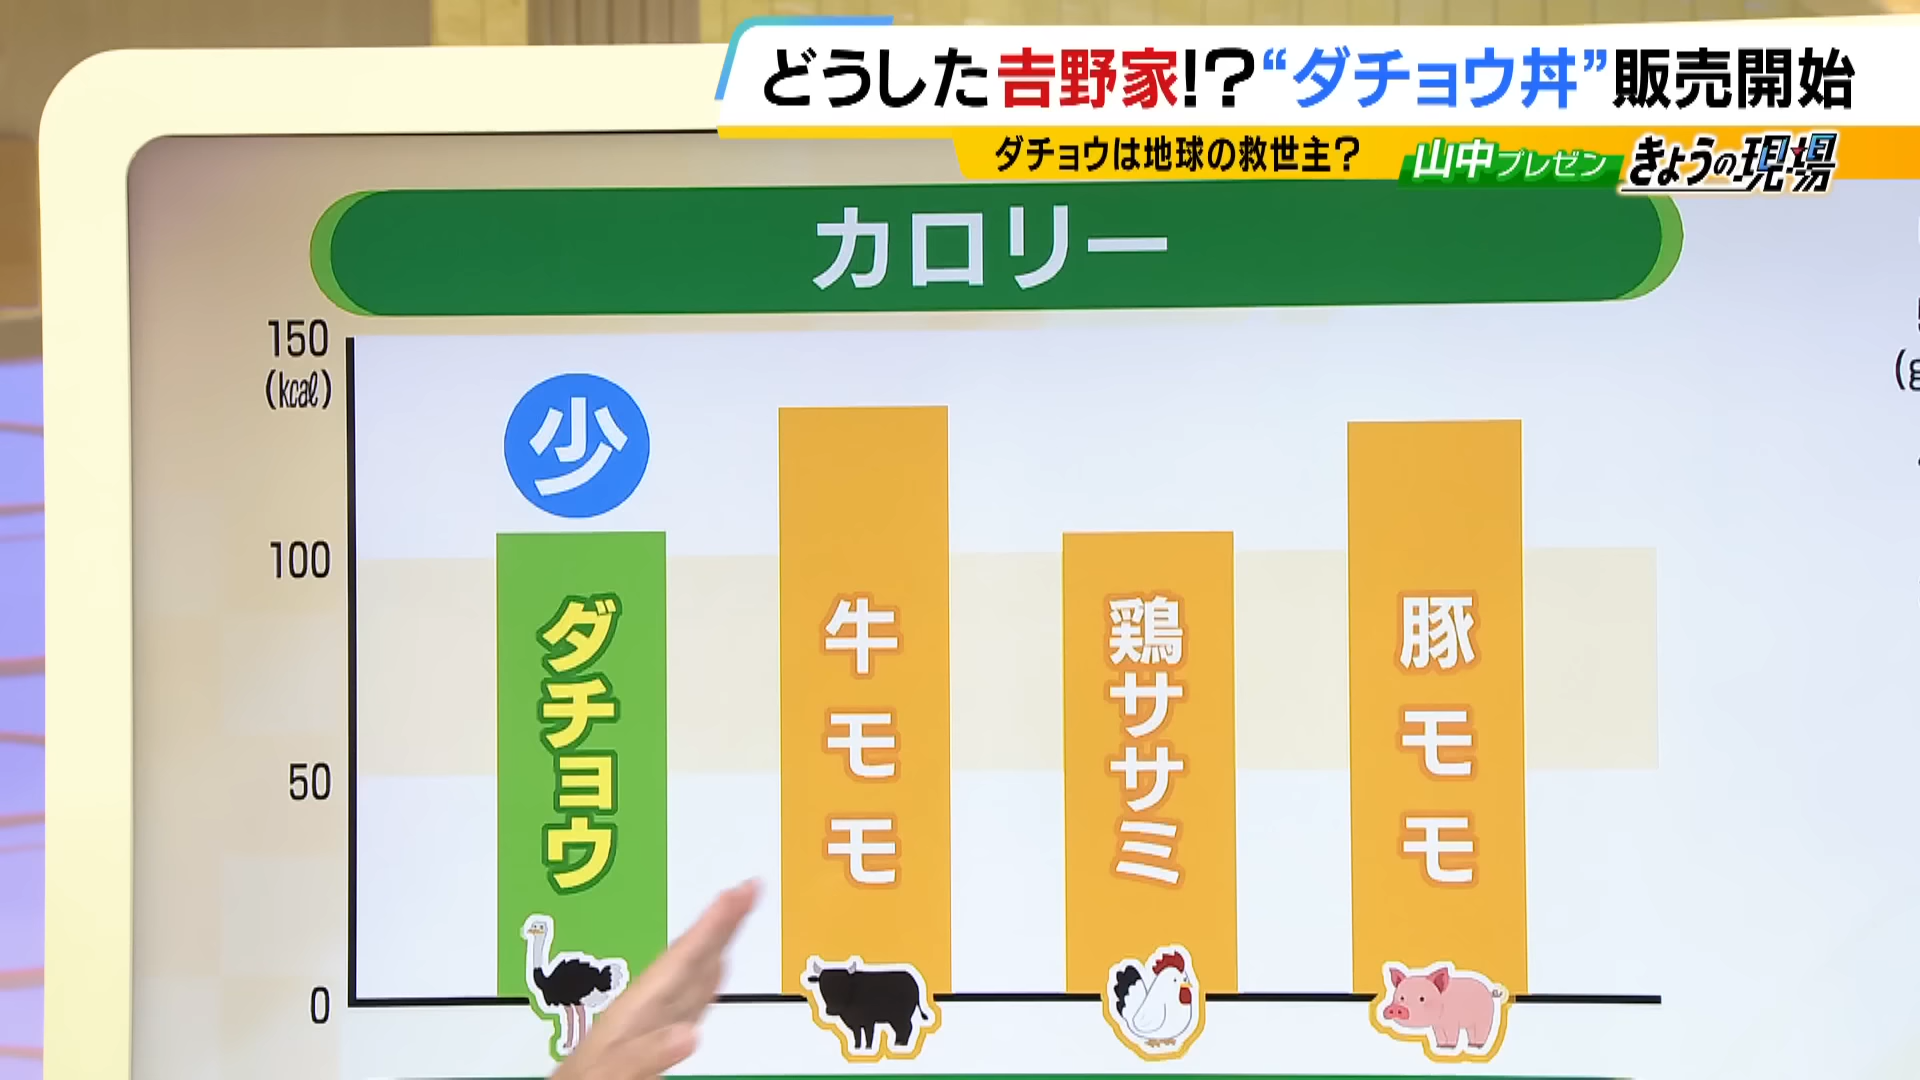 どうした吉野家!?“ダチョウ丼”販売開始
ダチョウは地球の救世主?
山中プレゼン
きょうの現場
カロリー
150
(kcal)
100
50
0
少
ダチョウ
牛モモ
鶏ササミ
豚モモ
(g